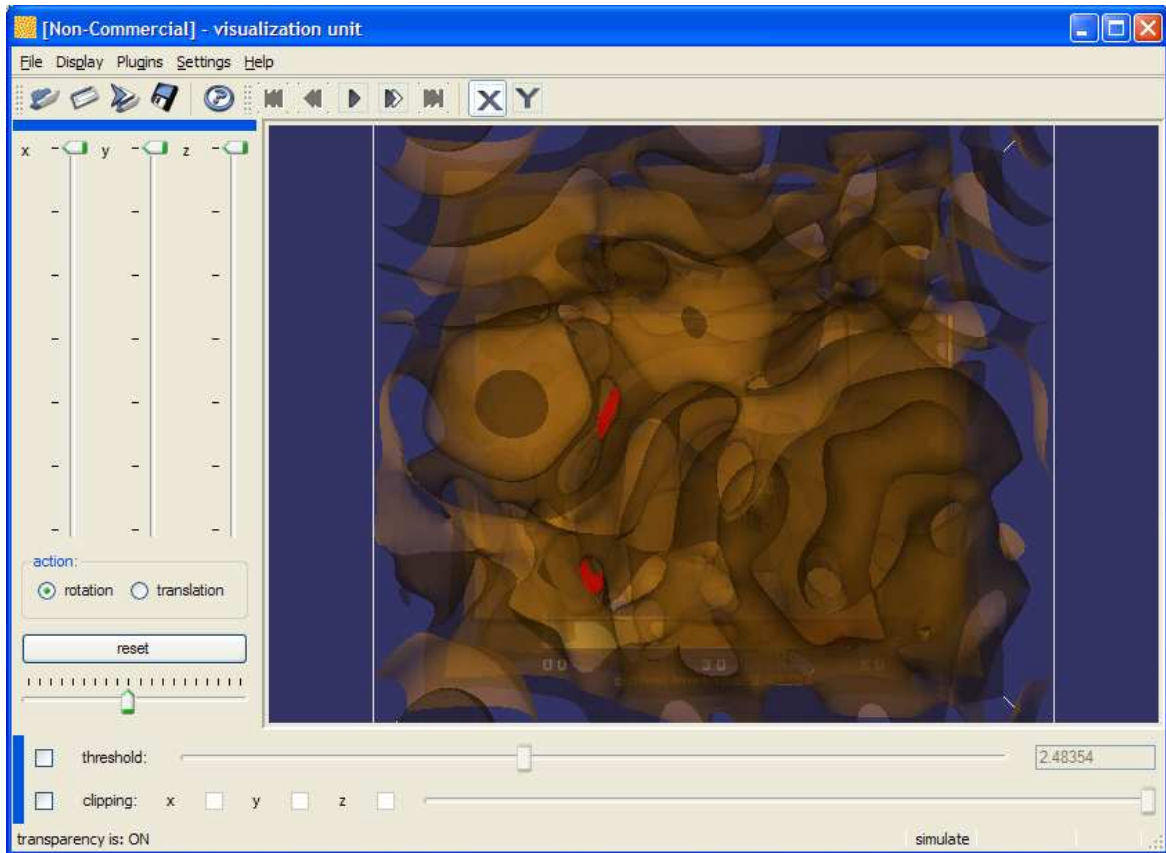 [Non-Commercial] - visualization unit
File Display Plugins Settings Help
X Y
x y z
action:
rotation translation
reset
threshold: 2.48354
clipping: x y z
transparency is: ON simulate